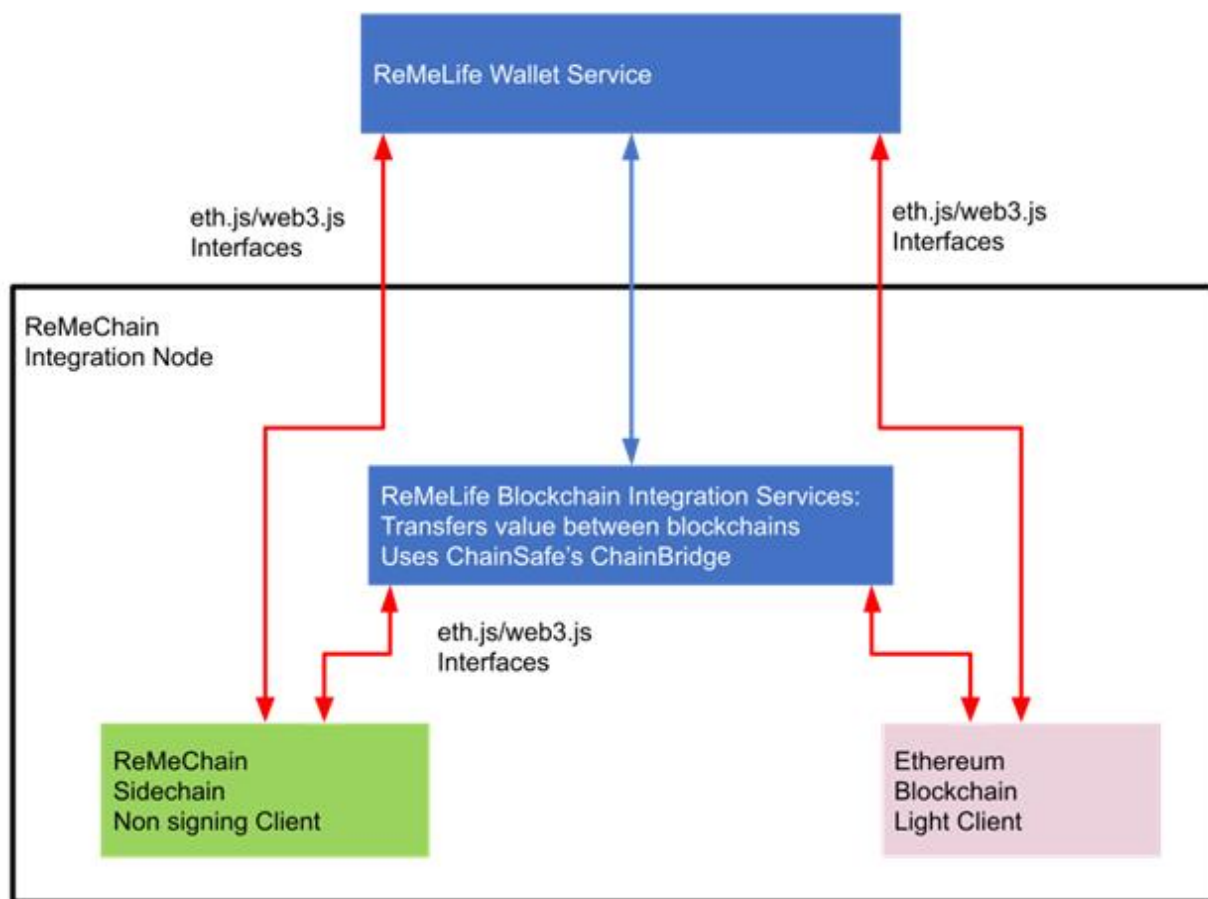 ReMeLife Wallet Service
eth.js/web3.js
Interfaces
eth.js/web3.js
Interfaces
ReMeChain
Integration Node
ReMeLife Blockchain Integration Services:
Transfers value between blockchains
Uses ChainSafe's ChainBridge
eth.js/web3.js
Interfaces
ReMeChain
Sidechain
Non signing Client
Ethereum
Blockchain
Light Client